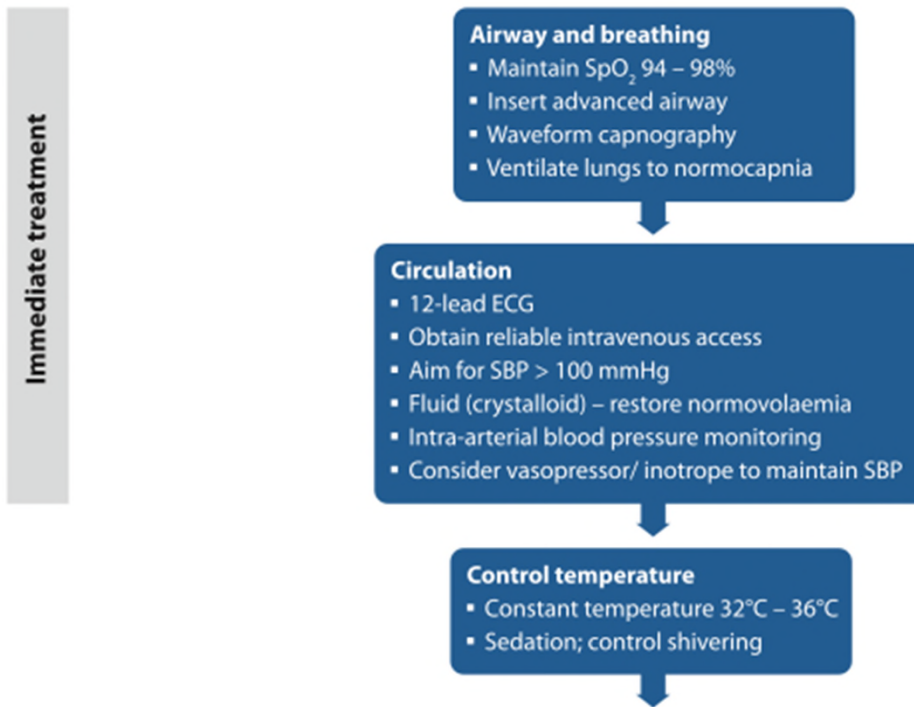 Immediate treatment
Airway and breathing
▪ Maintain SpO₂ 94 – 98%
▪ Insert advanced airway
▪ Waveform capnography
▪ Ventilate lungs to normocapnia
Circulation
▪ 12-lead ECG
▪ Obtain reliable intravenous access
▪ Aim for SBP > 100 mmHg
▪ Fluid (crystalloid) – restore normovolaemia
▪ Intra-arterial blood pressure monitoring
▪ Consider vasopressor/ inotrope to maintain SBP
Control temperature
▪ Constant temperature 32°C – 36°C
▪ Sedation; control shivering